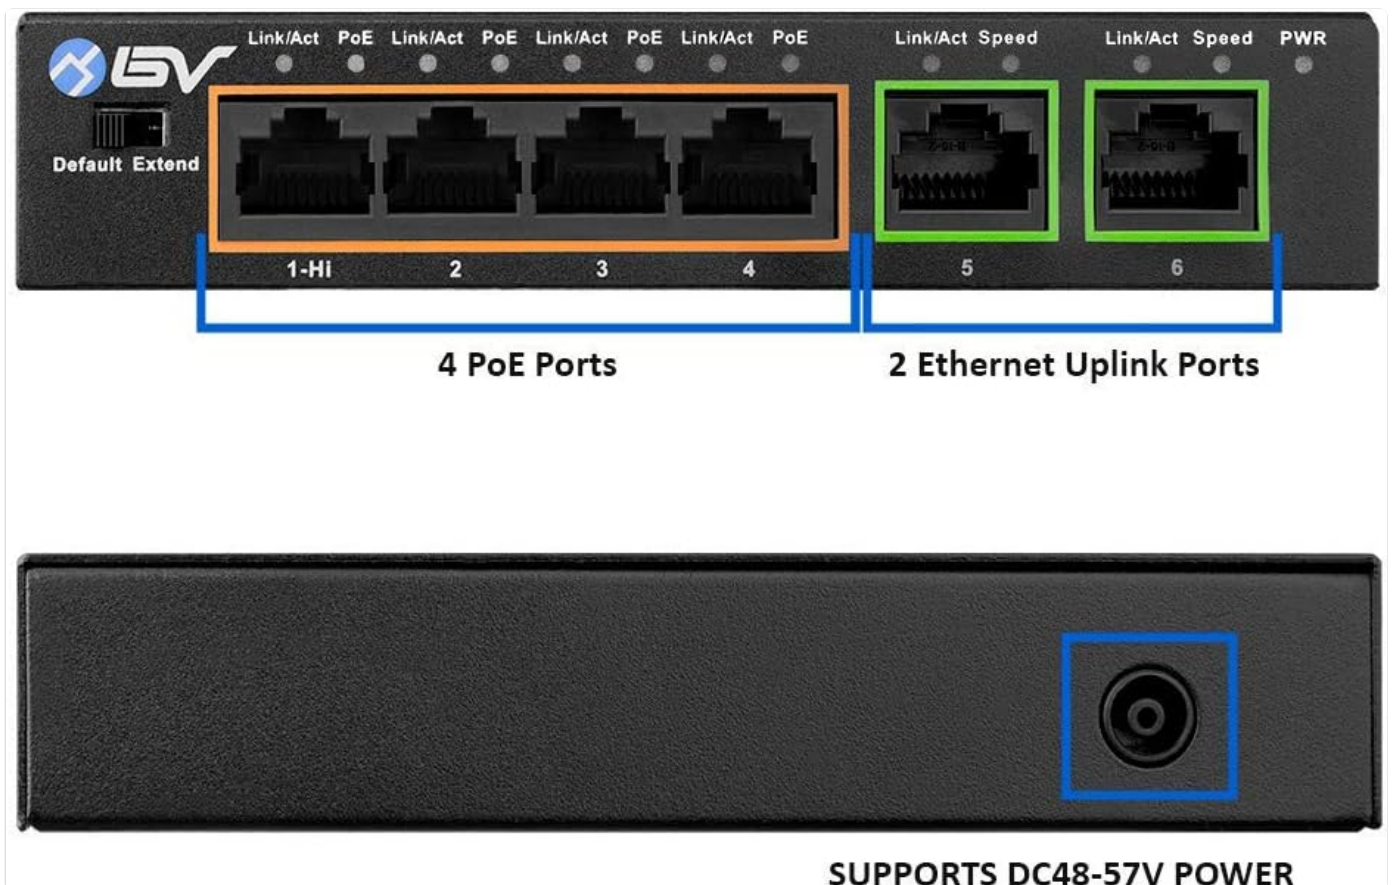 BV
Link/Act PoE Link/Act PoE Link/Act PoE Link/Act PoE Link/Act Speed Link/Act Speed PWR
Default Extend
1-Hi 2 3 4 5 6
4 PoE Ports 2 Ethernet Uplink Ports
SUPPORTS DC48-57V POWER